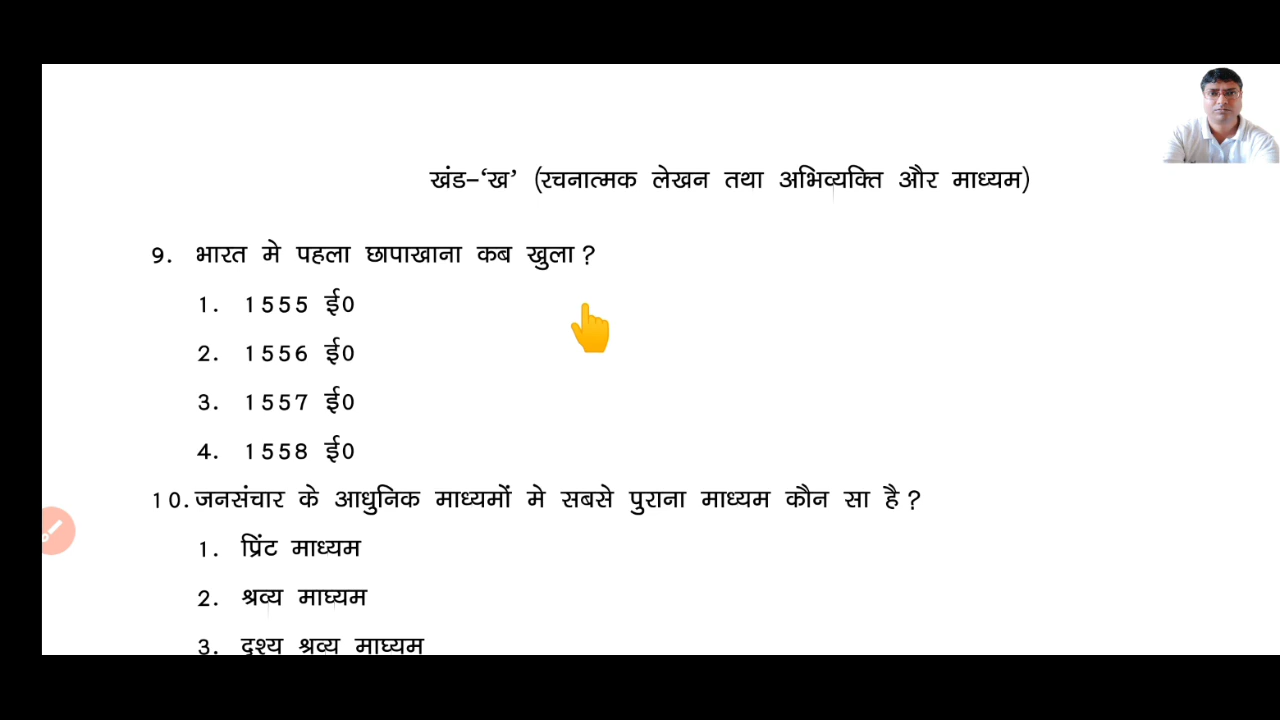 खंड-‘ख’ (रचनात्मक लेखन तथा अभिव्यक्ति और माध्यम)
9. भारत मे पहला छापाखाना कब खुला ?
1. 1555 ई0
2. 1556 ई0
3. 1557 ई0
4. 1558 ई0
10. जनसंचार के आधुनिक माध्यमों मे सबसे पुराना माध्यम कौन सा है ?
1. प्रिंट माध्यम
2. श्रव्य माघ्यम
3. दृश्य श्रव्य माघ्यम